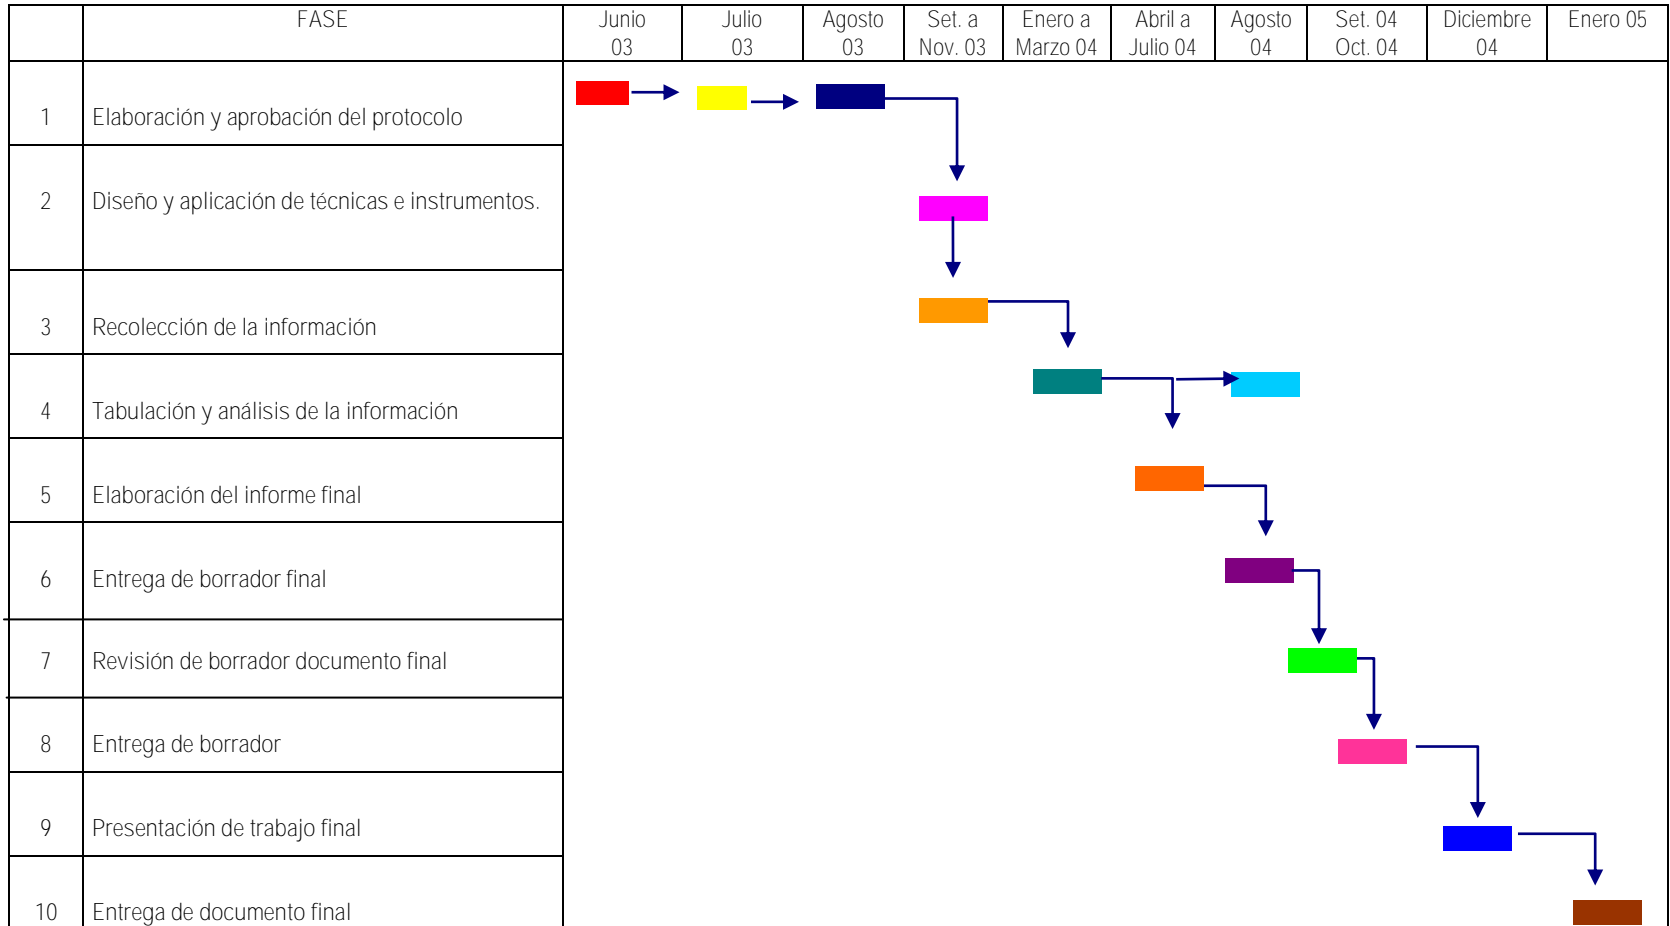 FASE
Junio
03
Julio
03
Agosto
03
Set. a
Nov. 03
Enero a
Marzo 04
Abril a
Julio 04
Agosto
04
Set. 04
Oct. 04
Diciembre
04
Enero 05
1 Elaboración y aprobación del protocolo
2 Diseño y aplicación de técnicas e instrumentos.
3 Recolección de la información
4 Tabulación y análisis de la información
5 Elaboración del informe final
6 Entrega de borrador final
7 Revisión de borrador documento final
8 Entrega de borrador
9 Presentación de trabajo final
10 Entrega de documento final